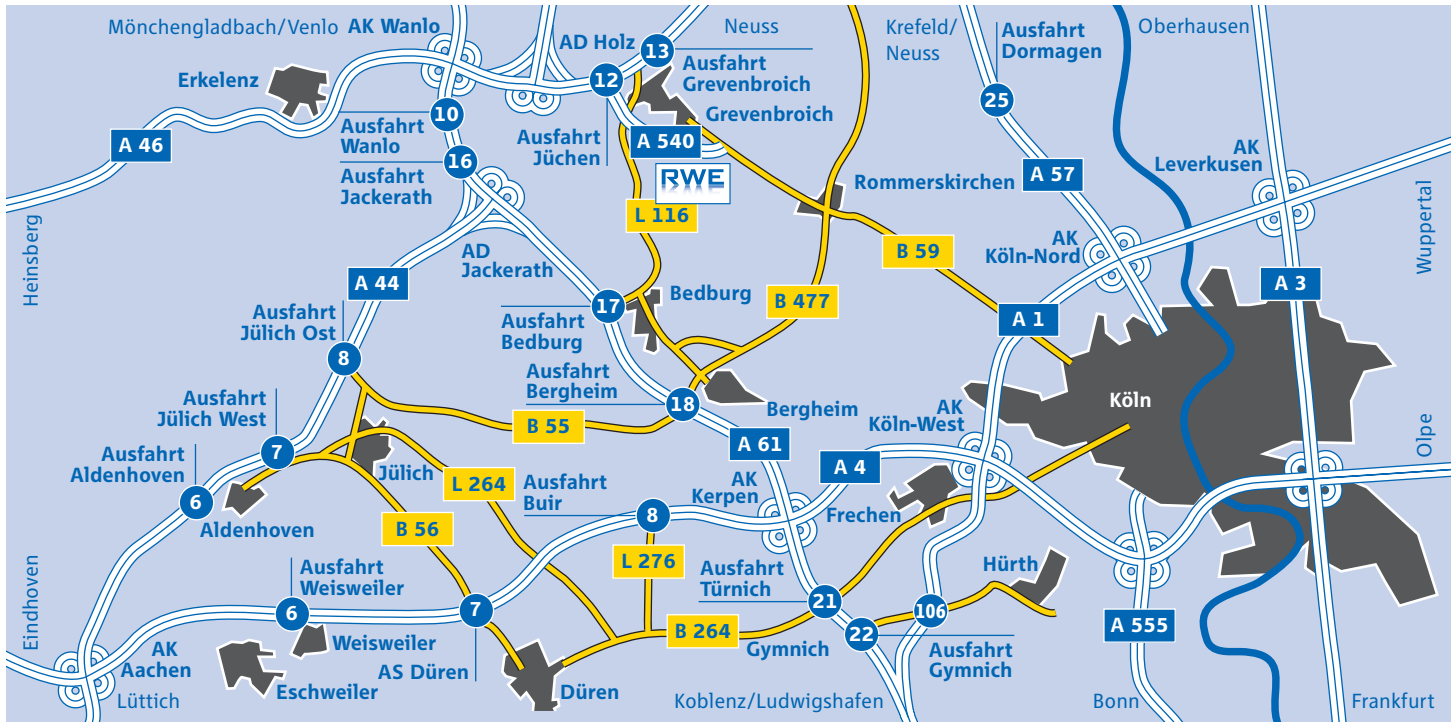 Mönchengladbach/Venlo
AK Wanlo
Neuss
Krefeld/
Neuss
Ausfahrt
Dormagen
Oberhausen
AD Holz
13
Ausfahrt
Grevenbroich
Erkelenz
12
Grevenbroich
25
10
Ausfahrt
Wanlo
A 46
Ausfahrt
Jüchen
A 540
16
Ausfahrt
Jackerath
RWE
Rommerskirchen
A 57
AK
Leverkusen
L 116
B 59
AK
Köln-Nord
Wuppertal
Heinsberg
AD
Jackerath
A 44
Bedburg
B 477
A 3
17
A 1
Ausfahrt
Jülich Ost
Ausfahrt
Bedburg
8
Ausfahrt
Bergheim
Ausfahrt
Jülich West
18
Bergheim
AK
Köln-West
Köln
B 55
A 61
Olpe
7
Ausfahrt
Aldenhoven
Jülich
A 4
L 264
Ausfahrt
Buir
AK
Kerpen
6
8
Frechen
Aldenhoven
B 56
L 276
Eindhoven
Ausfahrt
Weisweiler
Ausfahrt
Türnich
Hürth
6
7
21
106
Weisweiler
B 264
Gymnich
22
A 555
AK
Aachen
AS Düren
Ausfahrt
Gymnich
Eschweiler
Düren
Lüttich
Koblenz/Ludwigshafen
Bonn
Frankfurt